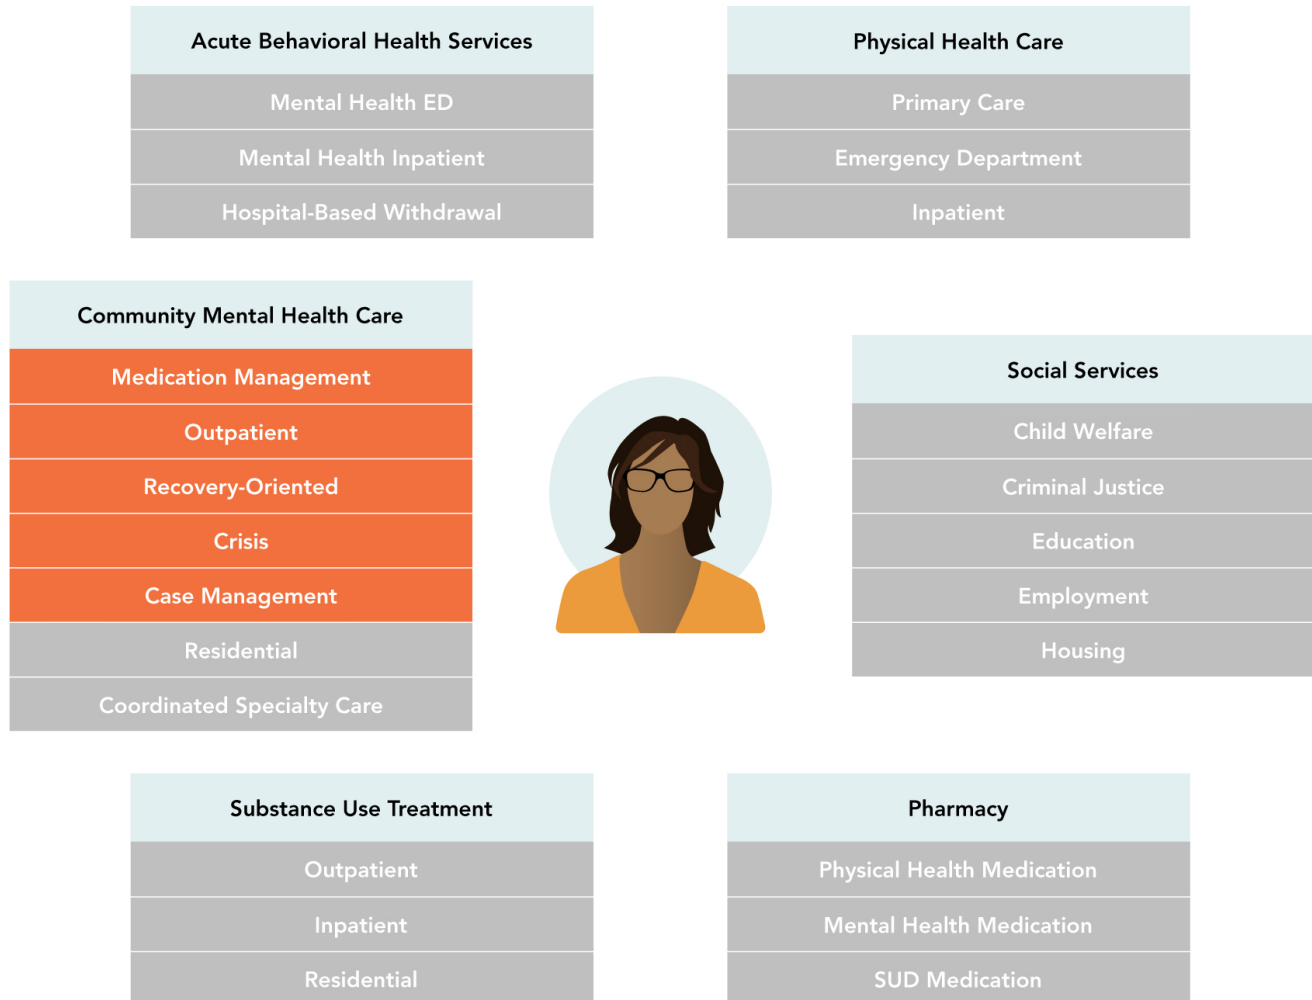 Acute Behavioral Health Services
Mental Health ED
Mental Health Inpatient
Hospital-Based Withdrawal
Physical Health Care
Primary Care
Emergency Department
Inpatient
Community Mental Health Care
Medication Management
Outpatient
Recovery-Oriented
Crisis
Case Management
Residential
Coordinated Specialty Care
Social Services
Child Welfare
Criminal Justice
Education
Employment
Housing
Substance Use Treatment
Outpatient
Inpatient
Residential
Pharmacy
Physical Health Medication
Mental Health Medication
SUD Medication